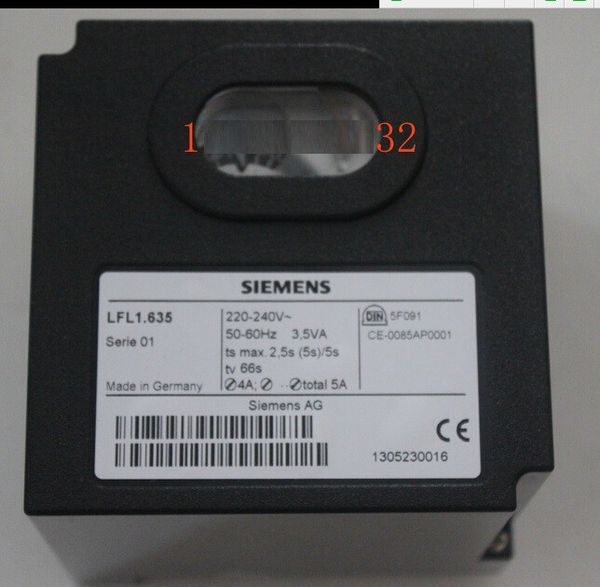 1 32
SIEMENS
LFL1.635
Serie 01
Made in Germany
220-240V~
50-60Hz 3,5VA
ts max. 2,5s (5s)/5s
tv 66s
⊘4A; ⊘ ··⊘total 5A
DIN 5F091
CE-0085AP0001
Siemens AG
CE
1305230016